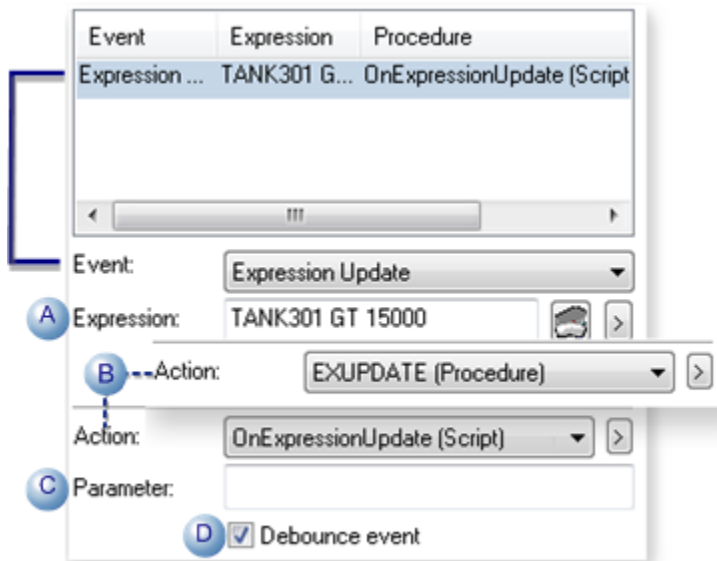 Event Expression Procedure
Expression ... TANK301 G... OnExpressionUpdate (Script
Event: Expression Update
A Expression: TANK301 GT 15000 >
B Action: EXUPDATE (Procedure) >
Action: OnExpressionUpdate (Script) >
C Parameter:
D Debounce event